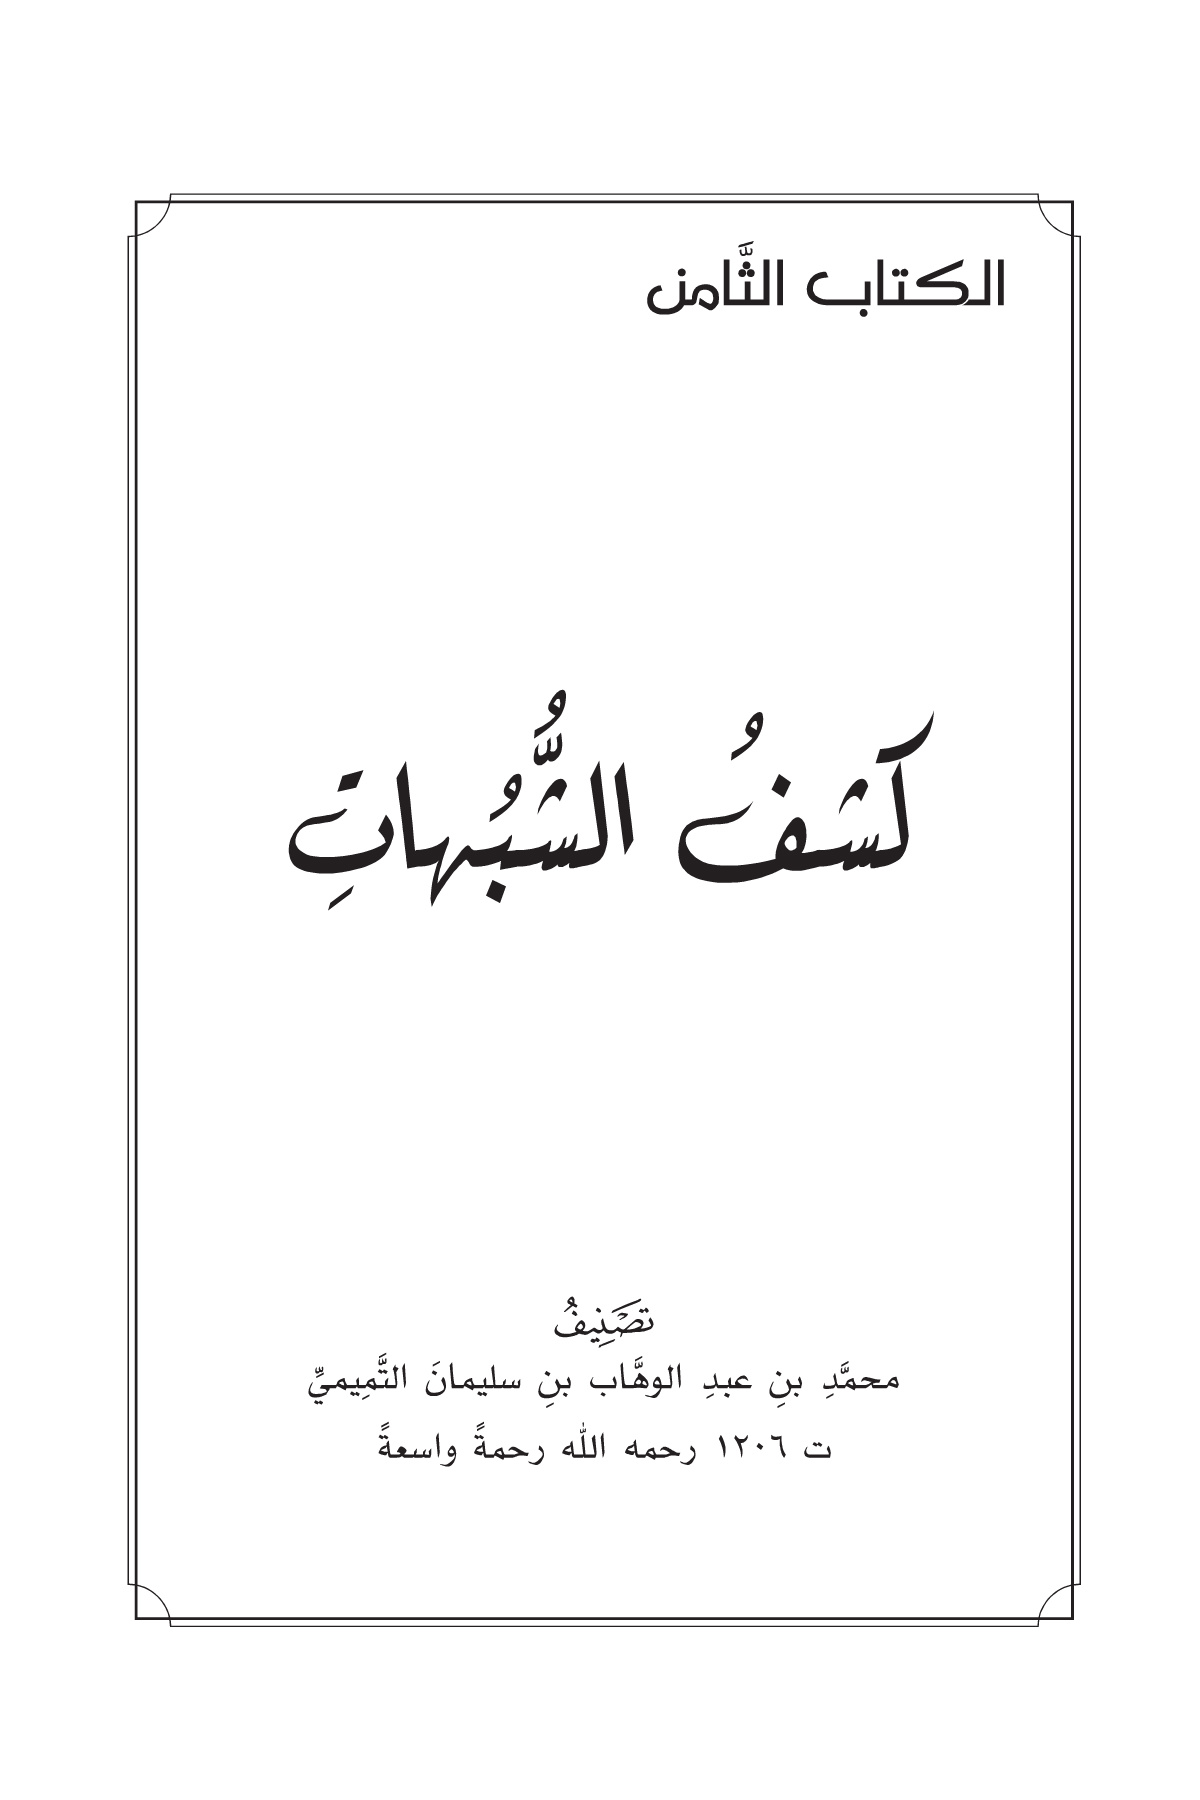 الكتاب الثَّامن
كَشفُ الشُّبُهاتِ
تَصْنِيفُ
محمَّدِ بنِ عبدِ الوهَّاب بنِ سليمانَ التَّمِيميِّ
ت ١٢٠٦ رحمه الله رحمةً واسعةً